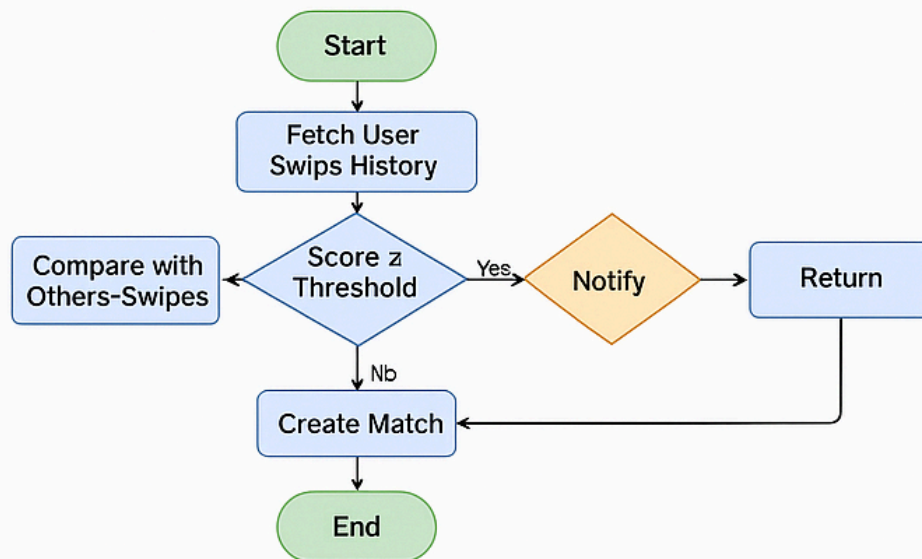 Start
Fetch User
Swips History
Score z
Threshold
Compare with
Others-Swipes
Yes
Notify
Return
Nb
Create Match
End